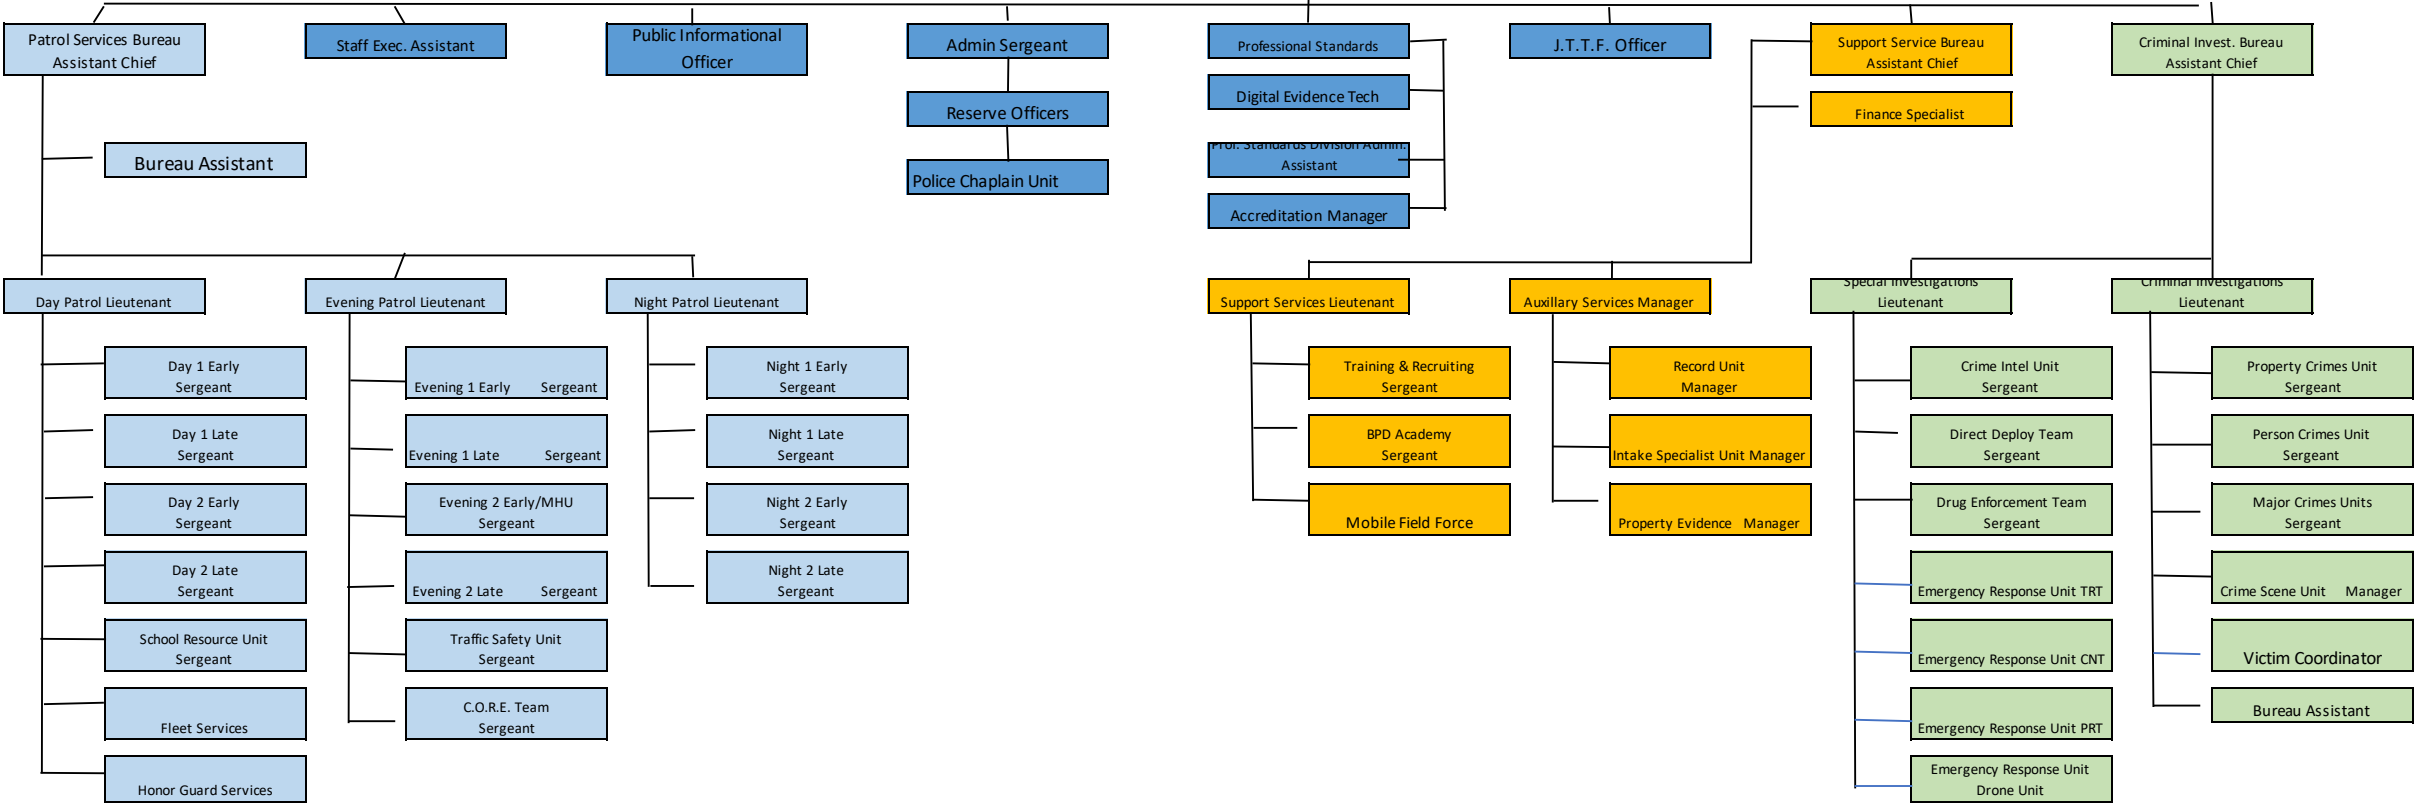 Patrol Services Bureau
Assistant Chief
Staff Exec. Assistant
Public Informational
Officer
Admin Sergeant
Professional Standards
J.T.T.F. Officer
Support Service Bureau
Assistant Chief
Criminal Invest. Bureau
Assistant Chief
Digital Evidence Tech
Reserve Officers
Finance Specialist
Bureau Assistant
Prof. Standards Division Admin.
Assistant
Police Chaplain Unit
Accreditation Manager
Day Patrol Lieutenant
Evening Patrol Lieutenant
Night Patrol Lieutenant
Support Services Lieutenant
Auxillary Services Manager
Special Investigations
Lieutenant
Criminal Investigations
Lieutenant
Day 1 Early
Sergeant
Evening 1 Early Sergeant
Night 1 Early
Sergeant
Training & Recruiting
Sergeant
Record Unit
Manager
Crime Intel Unit
Sergeant
Property Crimes Unit
Sergeant
Day 1 Late
Sergeant
Evening 1 Late Sergeant
Night 1 Late
Sergeant
BPD Academy
Sergeant
Intake Specialist Unit Manager
Direct Deploy Team
Sergeant
Person Crimes Unit
Sergeant
Day 2 Early
Sergeant
Evening 2 Early/MHU
Sergeant
Night 2 Early
Sergeant
Mobile Field Force
Property Evidence Manager
Drug Enforcement Team
Sergeant
Major Crimes Units
Sergeant
Day 2 Late
Sergeant
Evening 2 Late Sergeant
Night 2 Late
Sergeant
Emergency Response Unit TRT
Crime Scene Unit Manager
School Resource Unit
Sergeant
Traffic Safety Unit
Sergeant
Emergency Response Unit CNT
Victim Coordinator
Fleet Services
C.O.R.E. Team
Sergeant
Emergency Response Unit PRT
Bureau Assistant
Honor Guard Services
Emergency Response Unit
Drone Unit